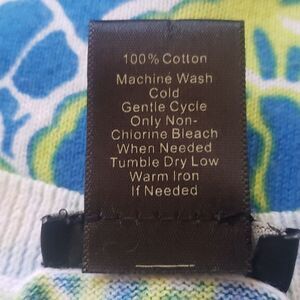 100% Cotton
Machine Wash
Cold
Gentle Cycle
Only Non-
Chlorine Bleach
When Needed
Tumble Dry Low
Warm Iron
If Needed